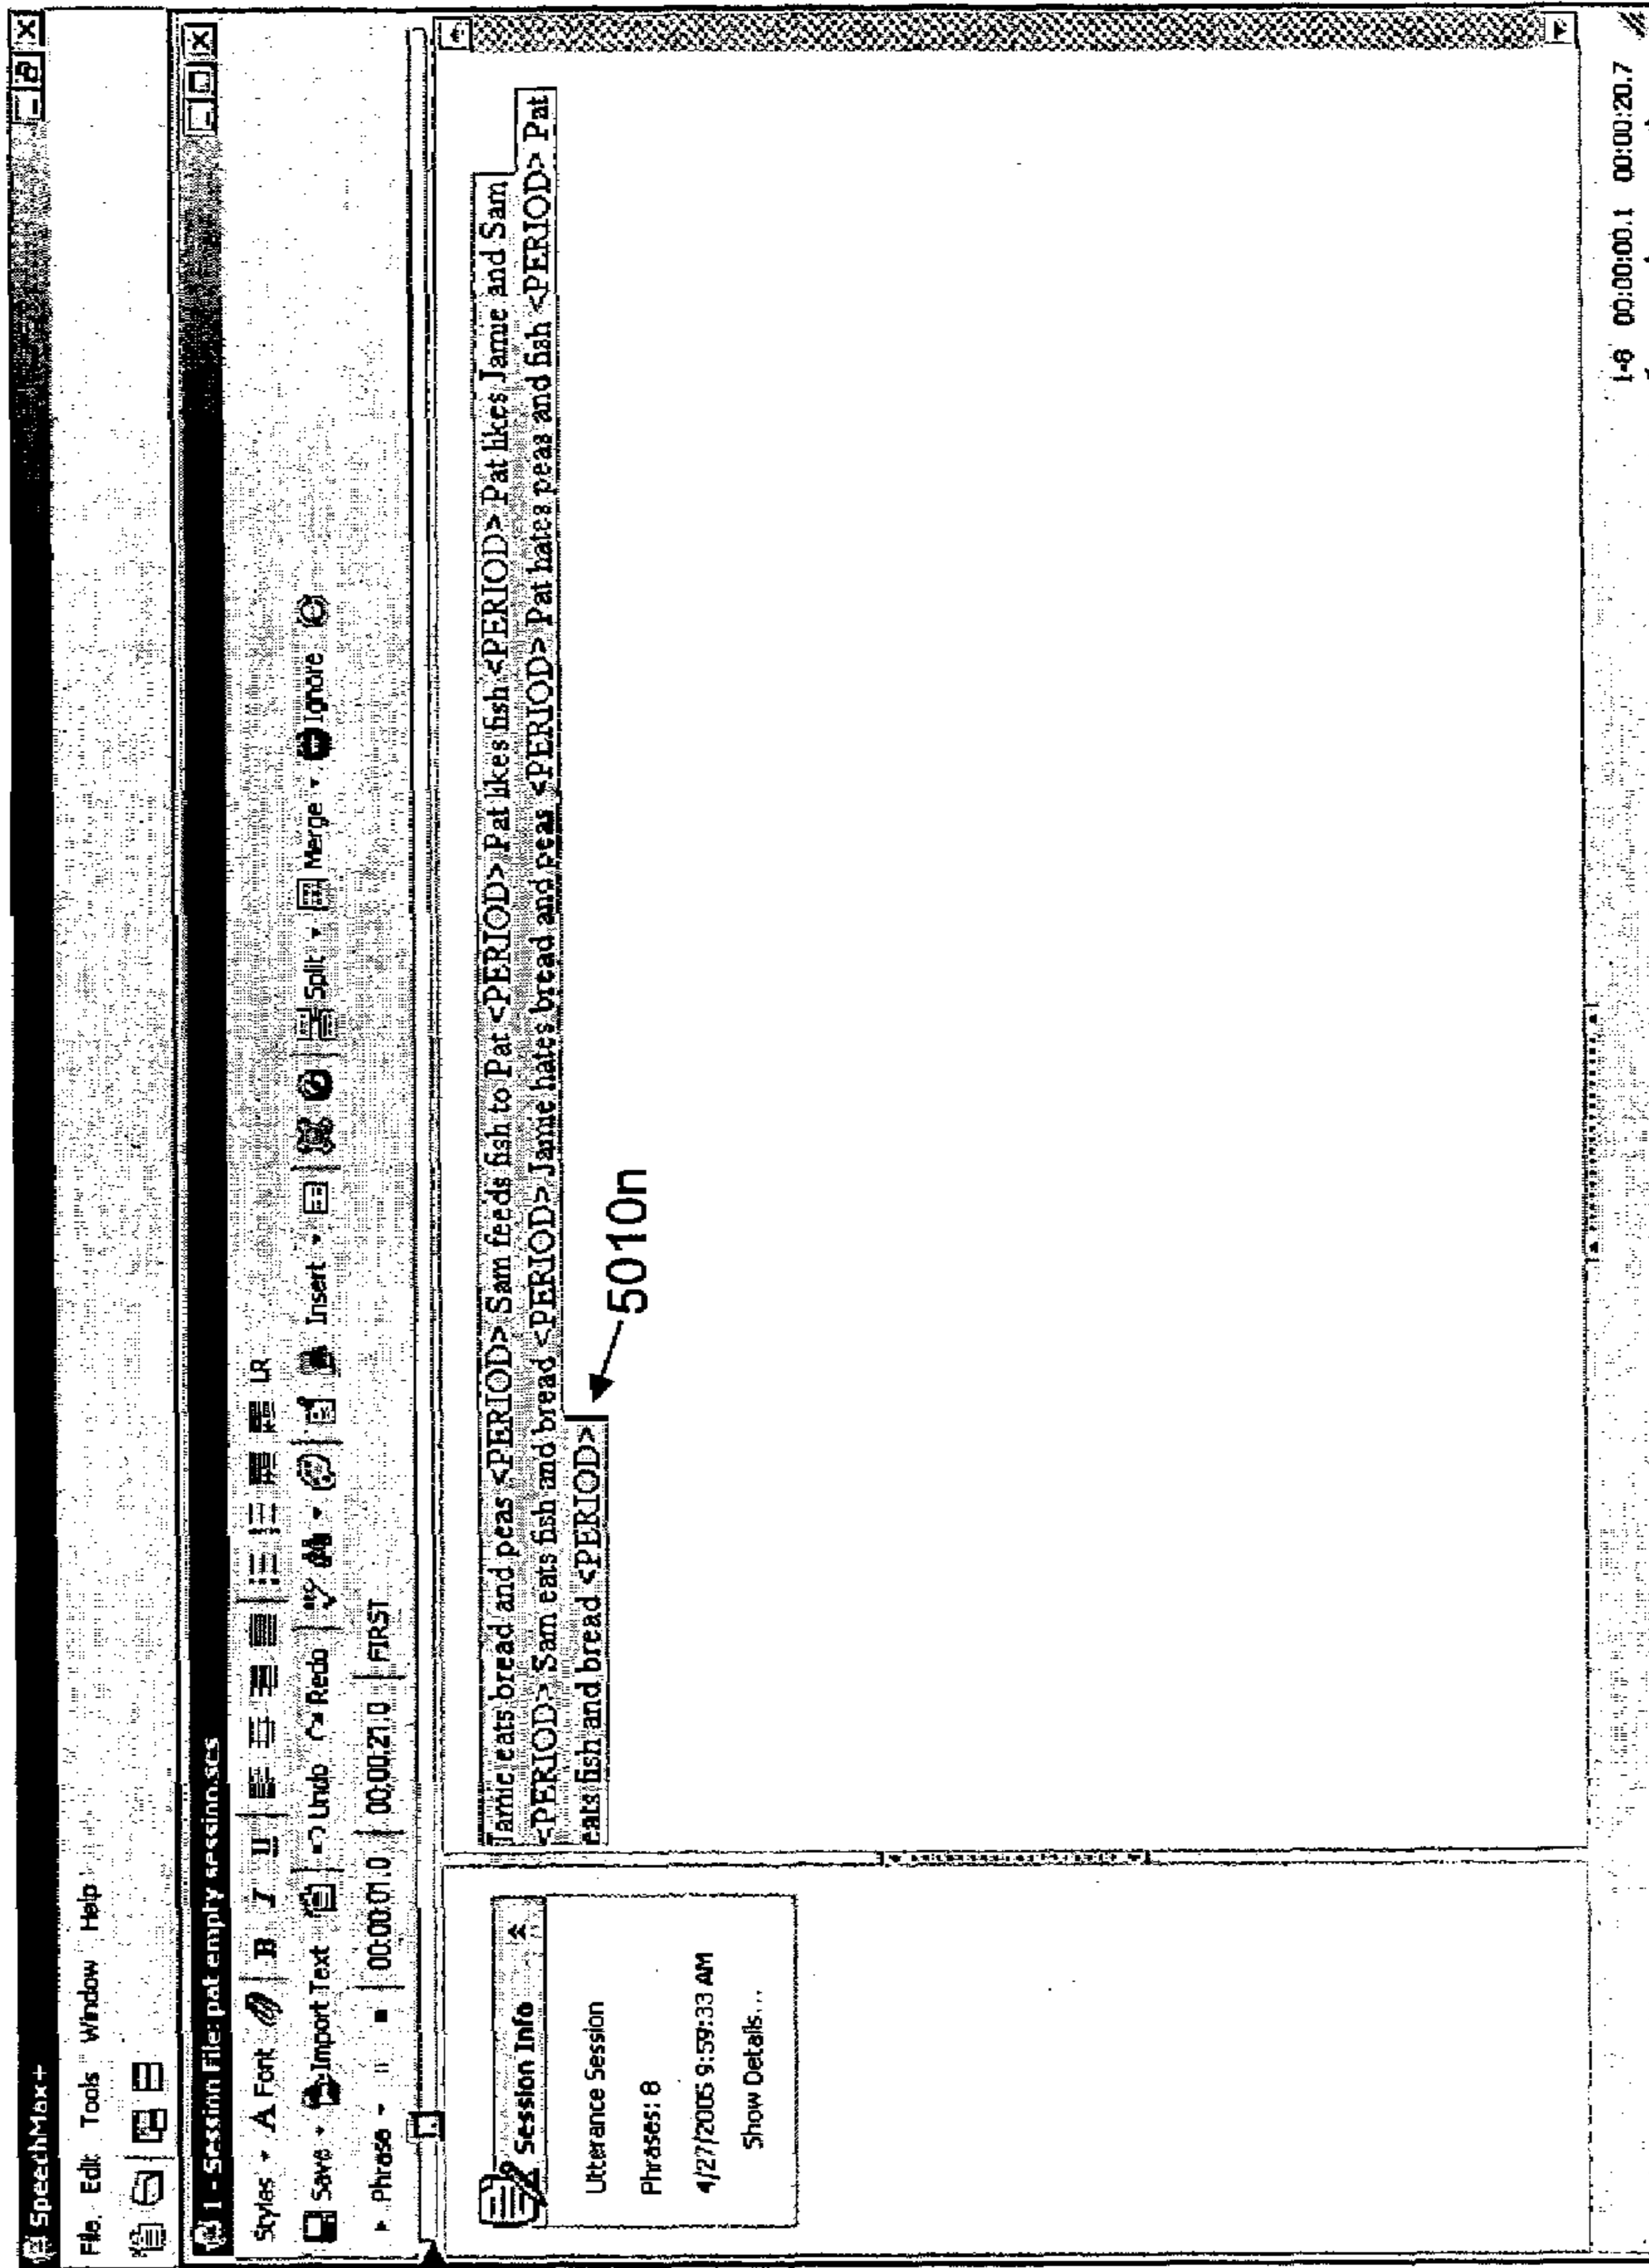 SpeechMax+
File Edit Tools Window Help
1 - Session File: pat empty session.ses
Styles A Font B I U LR
Save Import Text Undo Redo Insert Split Merge Ignore
Phrase 00:00:01.0 00:00:21.0 FIRST
Session Info
Utterance Session
Phrases: 8
4/27/2005 9:59:33 AM
Show Details...
Jamie eats bread and peas <PERIOD> Sam feeds fish to Pat <PERIOD> Pat likes fish <PERIOD> Pat likes Jamie and Sam
<PERIOD> Sam eats fish and bread <PERIOD> Jamie hates bread and peas <PERIOD> Pat hates peas and fish <PERIOD> Pat
eats fish and bread <PERIOD>
5010n
1-8 00:00:00.1 00:00:20.7